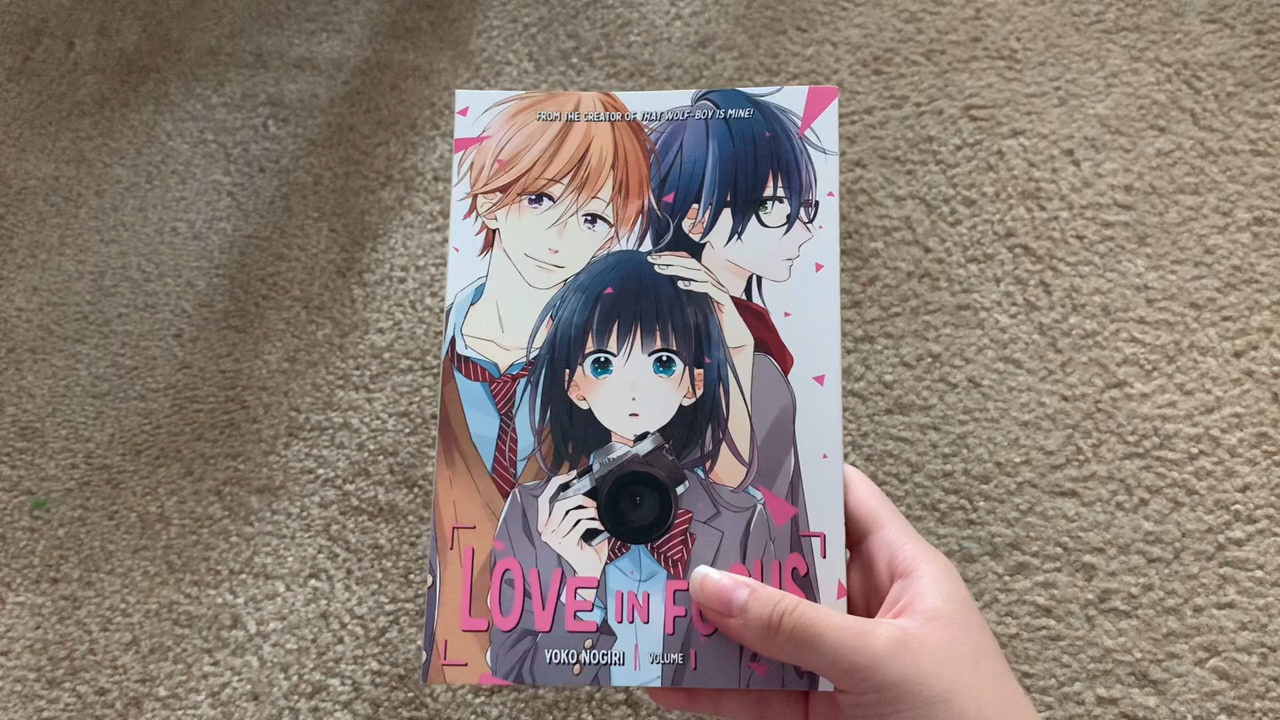 FROM THE CREATOR OF THAT WOLF-BOY IS MINE!
LOVE IN FOCUS
YOKO NOGIRI | VOLUME 1